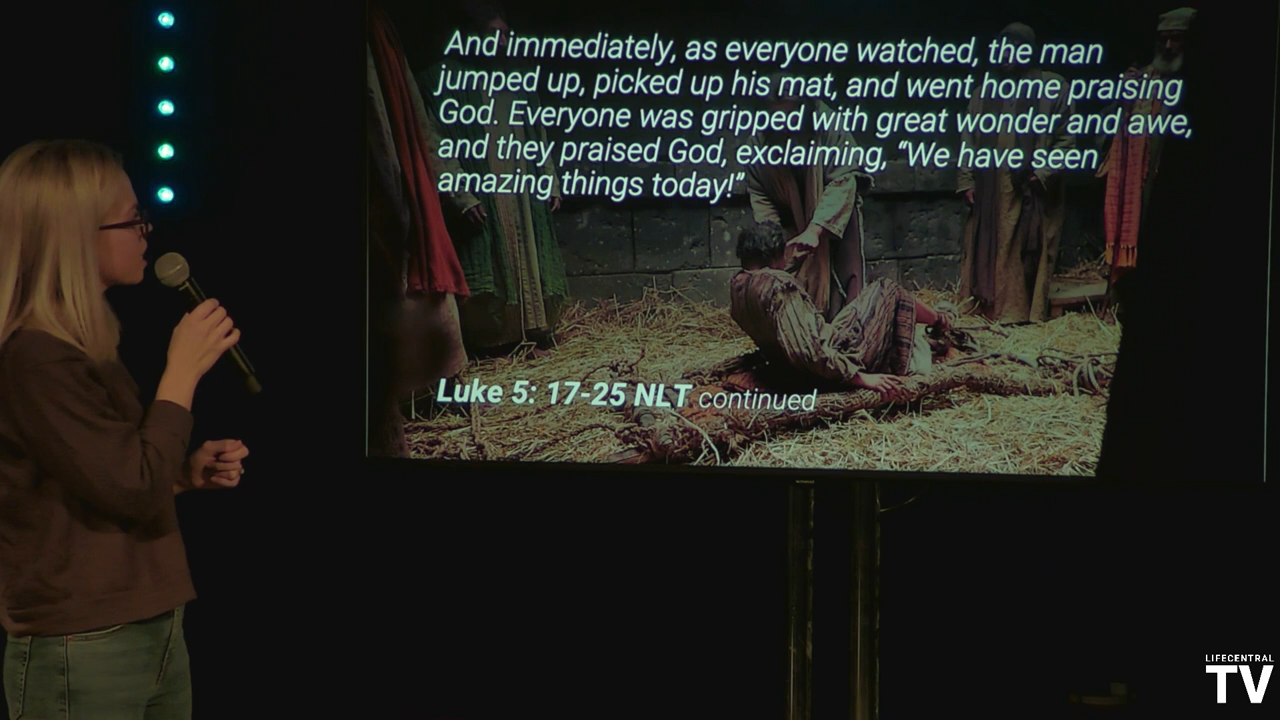 And immediately, as everyone watched, the man
jumped up, picked up his mat, and went home praising
God. Everyone was gripped with great wonder and awe,
and they praised God, exclaiming, “We have seen
amazing things today!”
Luke 5: 17-25 NLT continued
LIFECENTRAL
TV